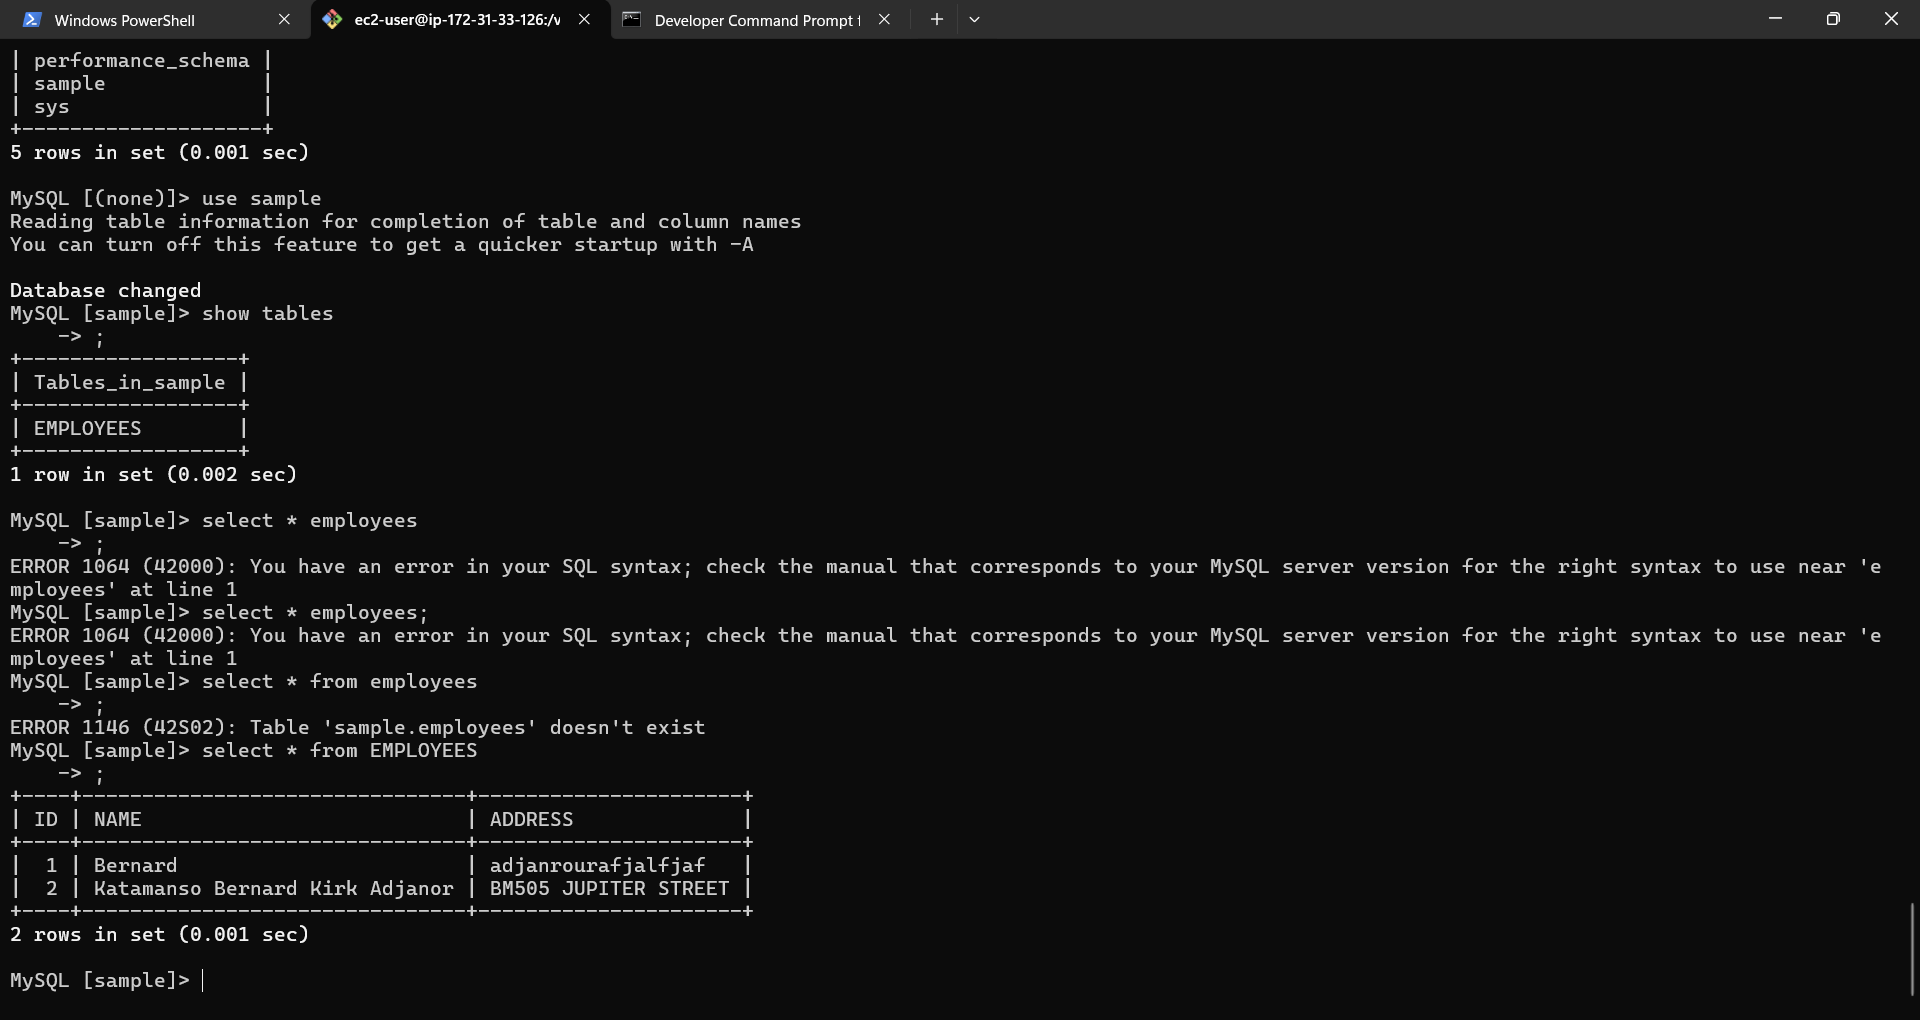 Windows PowerShell
ec2-user@ip-172-31-33-126:/v
Developer Command Prompt f
| performance_schema |
| sample             |
| sys                |
+--------------------+
5 rows in set (0.001 sec)

MySQL [(none)]> use sample
Reading table information for completion of table and column names
You can turn off this feature to get a quicker startup with -A

Database changed
MySQL [sample]> show tables
    -> ;
+------------------+
| Tables_in_sample |
+------------------+
| EMPLOYEES        |
+------------------+
1 row in set (0.002 sec)

MySQL [sample]> select * employees
    -> ;
ERROR 1064 (42000): You have an error in your SQL syntax; check the manual that corresponds to your MySQL server version for the right syntax to use near 'e
mployees' at line 1
MySQL [sample]> select * employees;
ERROR 1064 (42000): You have an error in your SQL syntax; check the manual that corresponds to your MySQL server version for the right syntax to use near 'e
mployees' at line 1
MySQL [sample]> select * from employees
    -> ;
ERROR 1146 (42S02): Table 'sample.employees' doesn't exist
MySQL [sample]> select * from EMPLOYEES
    -> ;
+----+--------------------------------+----------------------+
| ID | NAME                           | ADDRESS              |
+----+--------------------------------+----------------------+
|  1 | Bernard                        | adjanrourafjalfjaf   |
|  2 | Katamanso Bernard Kirk Adjanor | BM505 JUPITER STREET |
+----+--------------------------------+----------------------+
2 rows in set (0.001 sec)

MySQL [sample]>